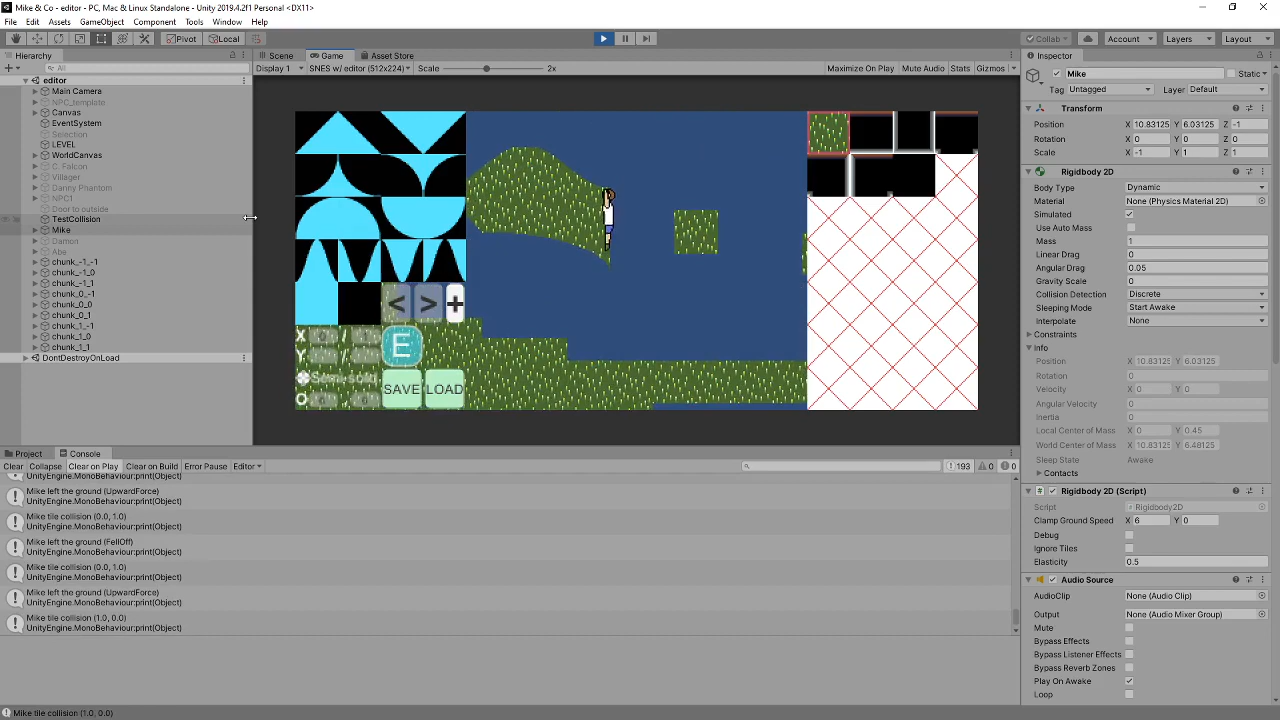 Mike & Co - editor - PC, Mac & Linux Standalone - Unity 2019.4.2f1 Personal <DX11>
File Edit Assets GameObject Component Tools Window Help
Pivot Local Collab Account Layers Layout
Hierarchy
All
editor
Main Camera
NPC_template
Canvas
EventSystem
Selection
LEVEL
WorldCanvas
C. Falcon
Villager
Danny Phantom
NPC1
Door to outside
TestCollision
Mike
Damon
Abe
chunk_-1_-1
chunk_-1_0
chunk_-1_1
chunk_0_-1
chunk_0_0
chunk_0_1
chunk_1_-1
chunk_1_0
chunk_1_1
DontDestroyOnLoad
Scene Game Asset Store
Display 1 SNES w/ editor (512x224) Scale 2x Maximize On Play Mute Audio Stats Gizmos
< > +
X /
Y /
E
SAVE LOAD
O
Project Console
Clear Collapse Clear on Play Clear on Build Error Pause Editor 193 0 0
UnityEngine.MonoBehaviour:print(Object)
Mike left the ground (UpwardForce)
UnityEngine.MonoBehaviour:print(Object)
Mike tile collision (0.0, 1.0)
UnityEngine.MonoBehaviour:print(Object)
Mike left the ground (FellOff)
UnityEngine.MonoBehaviour:print(Object)
Mike tile collision (0.0, 1.0)
UnityEngine.MonoBehaviour:print(Object)
Mike left the ground (UpwardForce)
UnityEngine.MonoBehaviour:print(Object)
Mike tile collision (1.0, 0.0)
UnityEngine.MonoBehaviour:print(Object)
Mike tile collision (1.0, 0.0)
Inspector
Mike Static
Tag Untagged Layer Default
Transform
Position X 10.83125 Y 6.03125 Z -1
Rotation X 0 Y 0 Z 0
Scale X -1 Y 1 Z 1
Rigidbody 2D
Body Type Dynamic
Material None (Physics Material 2D)
Simulated
Use Auto Mass
Mass 1
Linear Drag 0
Angular Drag 0.05
Gravity Scale 0
Collision Detection Discrete
Sleeping Mode Start Awake
Interpolate None
Constraints
Info
Position X 10.83125 Y 6.03125
Rotation 0
Velocity X 0 Y 0
Angular Velocity 0
Inertia 0
Local Center of Mass X 0 Y 0.45
World Center of Mass X 10.83125 Y 6.48125
Sleep State Awake
Contacts
Rigidbody 2D (Script)
Script Rigidbody2D
Clamp Ground Speed X 6 Y 0
Debug
Ignore Tiles
Elasticity 0.5
Audio Source
AudioClip None (Audio Clip)
Output None (Audio Mixer Group)
Mute
Bypass Effects
Bypass Listener Effects
Bypass Reverb Zones
Play On Awake
Loop